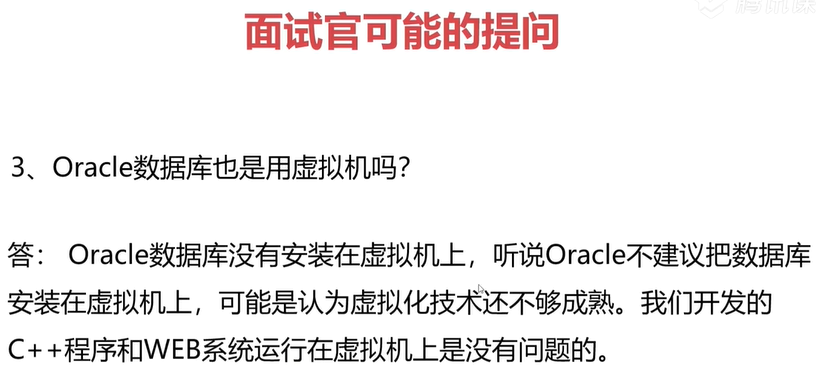 面试官可能的提问
3、Oracle数据库也是用虚拟机吗？
答： Oracle数据库没有安装在虚拟机上，听说Oracle不建议把数据库
安装在虚拟机上，可能是认为虚拟化技术还不够成熟。我们开发的
C++程序和WEB系统运行在虚拟机上是没有问题的。